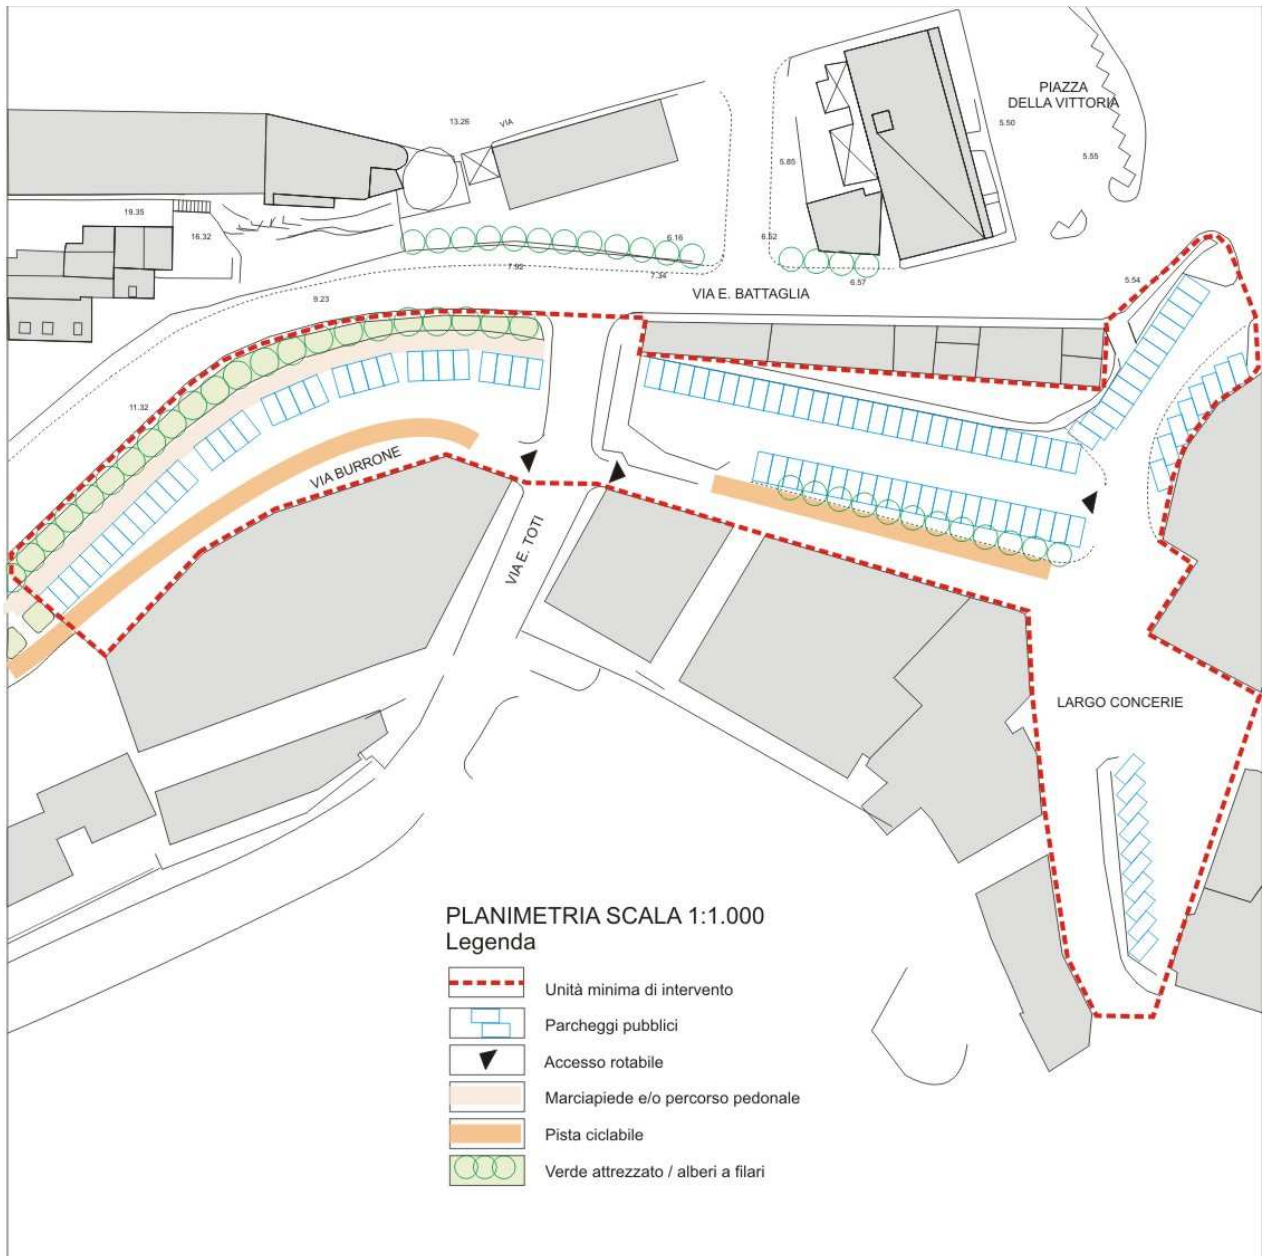 PIAZZA
DELLA VITTORIA
13.26
VIA
5.50
5.55
5.85
19.35
16.32
6.16
6.52
7.92
7.34
6.57
5.54
VIA E. BATTAGLIA
9.23
11.32
VIA BURRONE
VIA E. TOTI
LARGO CONCERIE
PLANIMETRIA SCALA 1:1.000
Legenda
Unità minima di intervento
Parcheggi pubblici
Accesso rotabile
Marciapiede e/o percorso pedonale
Pista ciclabile
Verde attrezzato / alberi a filari